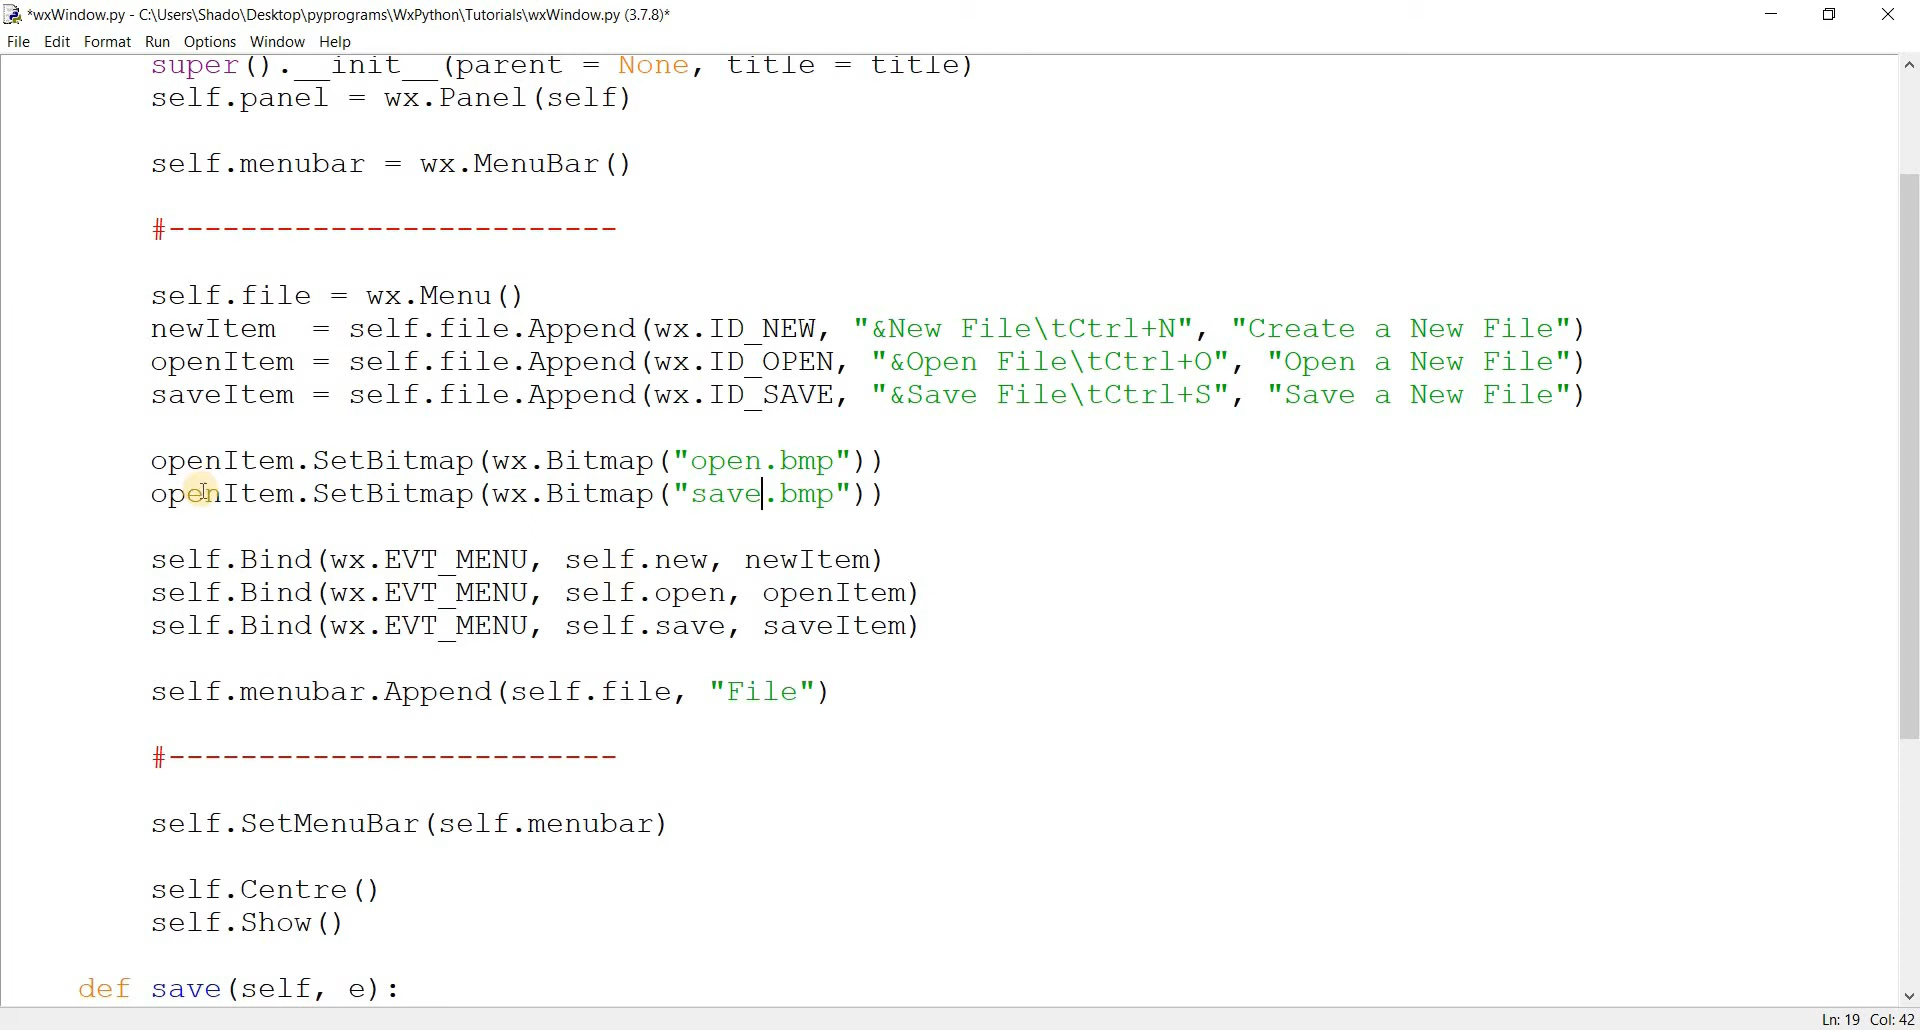 *wxWindow.py - C:\Users\Shado\Desktop\pyprograms\WxPython\Tutorials\wxWindow.py (3.7.8)*
File Edit Format Run Options Window Help
super().__init__(parent = None, title = title)
self.panel = wx.Panel(self)
self.menubar = wx.MenuBar()
#-------------------------
self.file = wx.Menu()
newItem  = self.file.Append(wx.ID_NEW, "&New File\tCtrl+N", "Create a New File")
openItem = self.file.Append(wx.ID_OPEN, "&Open File\tCtrl+O", "Open a New File")
saveItem = self.file.Append(wx.ID_SAVE, "&Save File\tCtrl+S", "Save a New File")
openItem.SetBitmap(wx.Bitmap("open.bmp"))
openItem.SetBitmap(wx.Bitmap("save.bmp"))
self.Bind(wx.EVT_MENU, self.new, newItem)
self.Bind(wx.EVT_MENU, self.open, openItem)
self.Bind(wx.EVT_MENU, self.save, saveItem)
self.menubar.Append(self.file, "File")
#-------------------------
self.SetMenuBar(self.menubar)
self.Centre()
self.Show()
def save(self, e):
Ln: 19 Col: 42